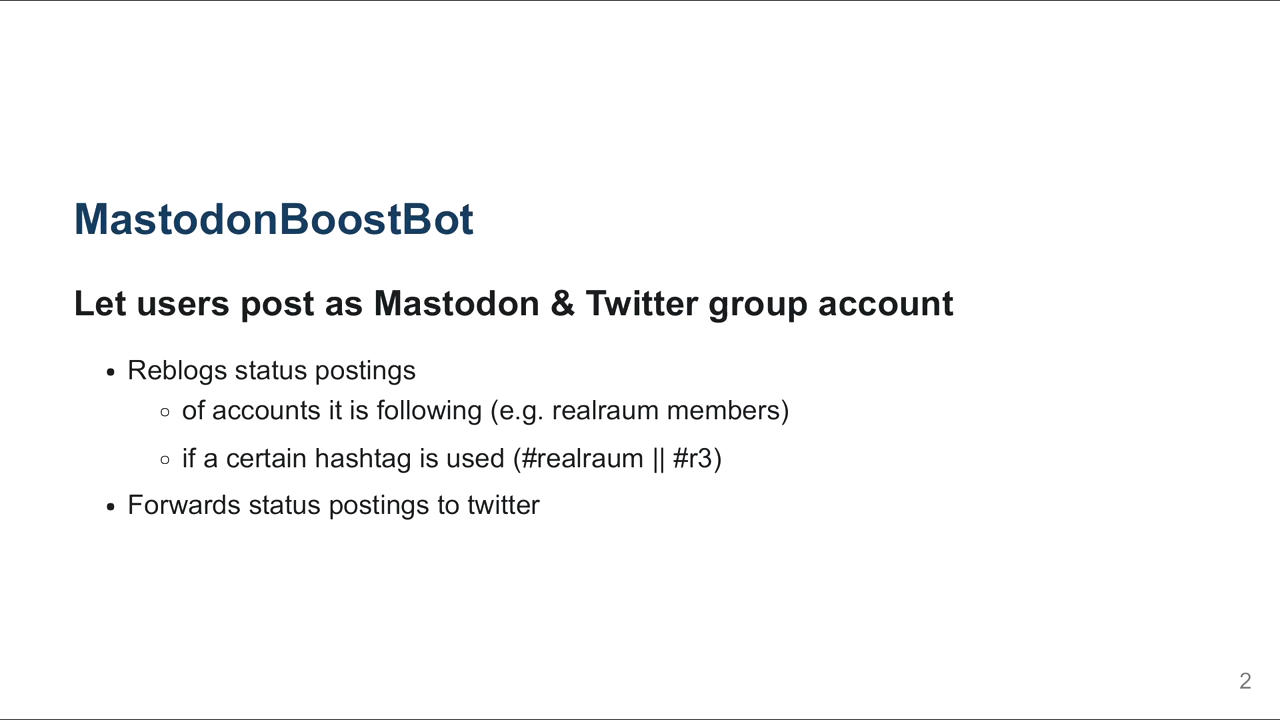 MastodonBoostBot
Let users post as Mastodon & Twitter group account
• Reblogs status postings
◦ of accounts it is following (e.g. realraum members)
◦ if a certain hashtag is used (#realraum || #r3)
• Forwards status postings to twitter
2